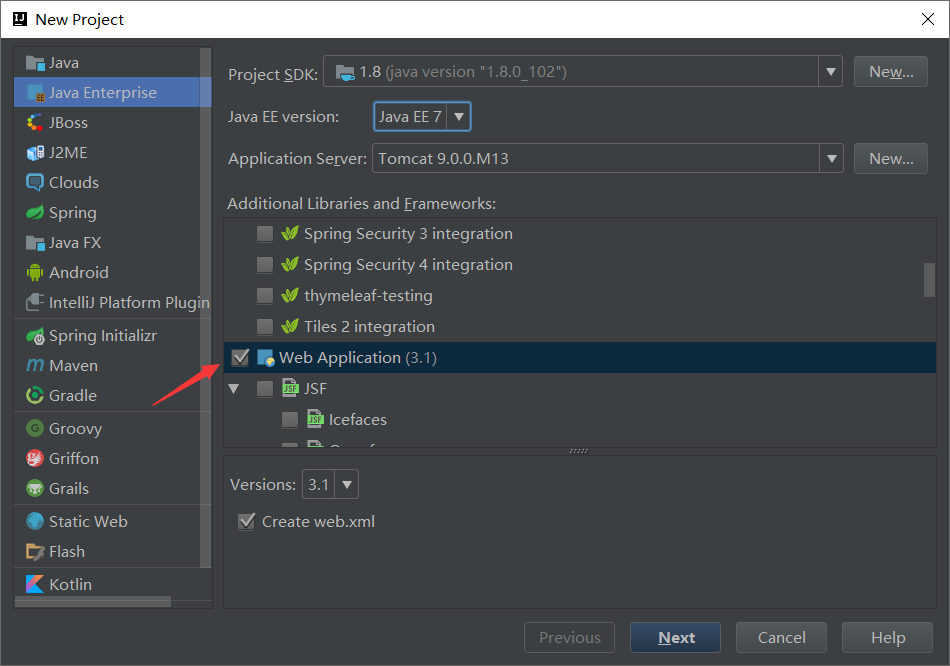 New Project
Java
Java Enterprise
JBoss
J2ME
Clouds
Spring
Java FX
Android
IntelliJ Platform Plugin
Spring Initializr
Maven
Gradle
Groovy
Griffon
Grails
Static Web
Flash
Kotlin
Project SDK: 1.8 (java version "1.8.0_102") New...
Java EE version: Java EE 7
Application Server: Tomcat 9.0.0.M13 New...
Additional Libraries and Frameworks:
Spring Security 3 integration
Spring Security 4 integration
thymeleaf-testing
Tiles 2 integration
Web Application (3.1)
JSF
Icefaces
Versions: 3.1
Create web.xml
Previous Next Cancel Help